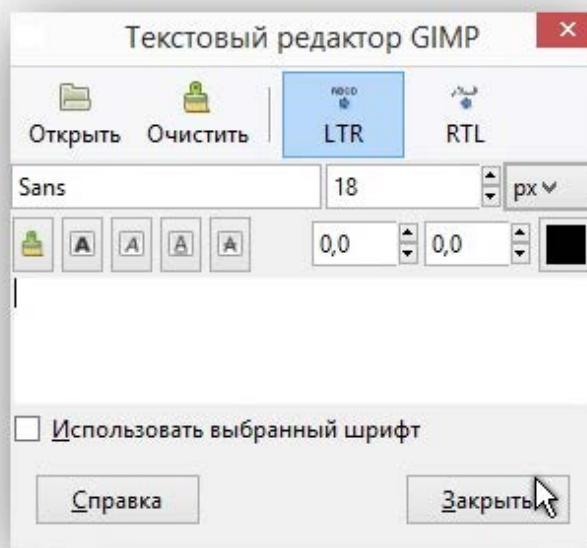 Текстовый редактор GIMP
Открыть Очистить LTR RTL
Sans 18 px
A A A A 0,0 0,0
Использовать выбранный шрифт
Справка Закрыть